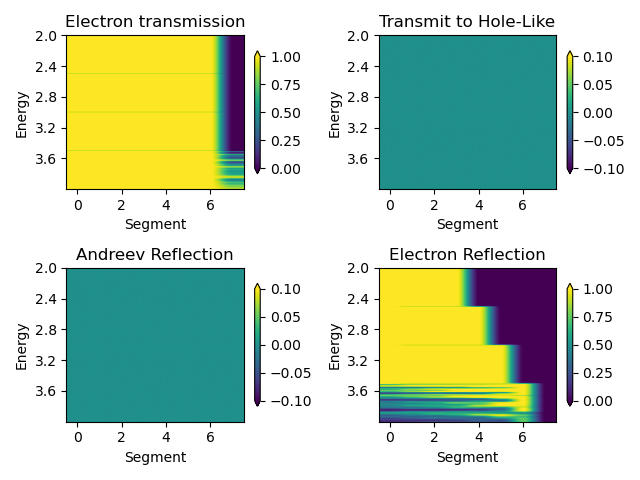 Electron transmission
2.0
2.4
2.8
3.2
3.6
Energy
0 2 4 6
Segment
1.00
0.75
0.50
0.25
0.00
Transmit to Hole-Like
2.0
2.4
2.8
3.2
3.6
Energy
0 2 4 6
Segment
0.10
0.05
0.00
−0.05
−0.10
Andreev Reflection
2.0
2.4
2.8
3.2
3.6
Energy
0 2 4 6
Segment
0.10
0.05
0.00
−0.05
−0.10
Electron Reflection
2.0
2.4
2.8
3.2
3.6
Energy
0 2 4 6
Segment
1.00
0.75
0.50
0.25
0.00